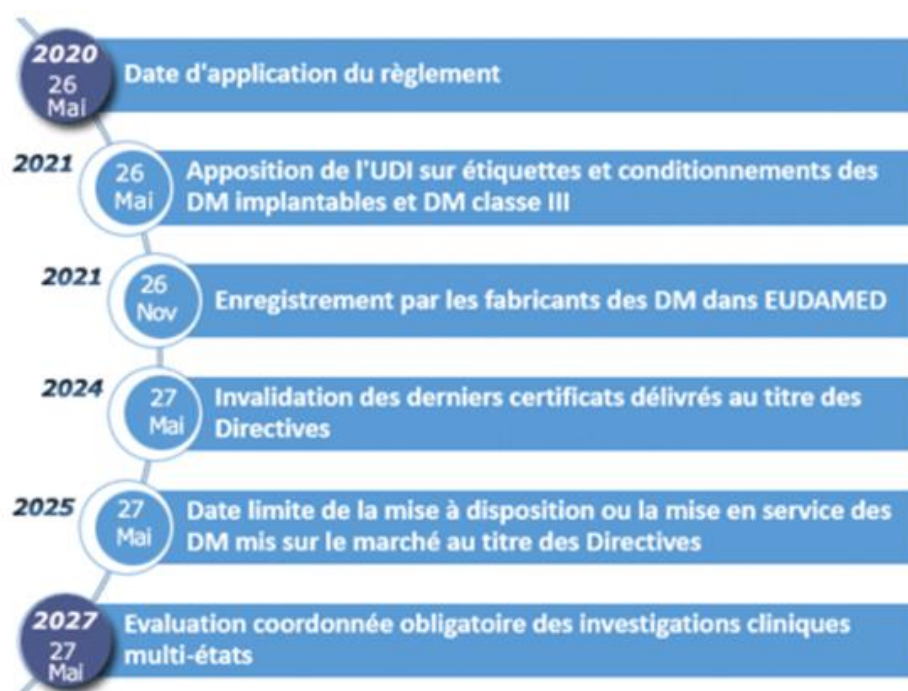 2020
26
Mai
Date d'application du règlement
2021
26
Mai
Apposition de l'UDI sur étiquettes et conditionnements des
DM implantables et DM classe III
2021
26
Nov
Enregistrement par les fabricants des DM dans EUDAMED
2024
27
Mai
Invalidation des derniers certificats délivrés au titre des
Directives
2025
27
Mai
Date limite de la mise à disposition ou la mise en service des
DM mis sur le marché au titre des Directives
2027
27
Mai
Evaluation coordonnée obligatoire des investigations cliniques
multi-états